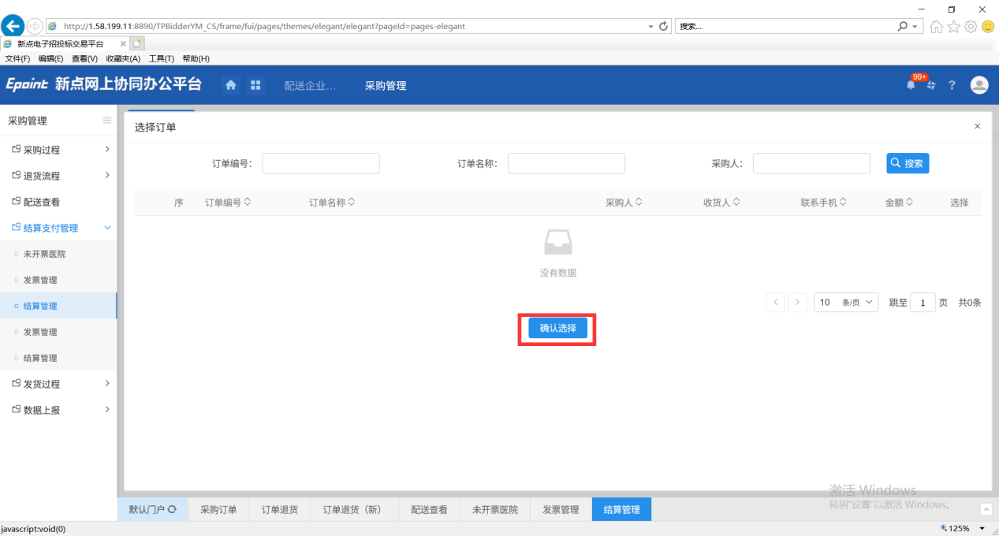 http://1.58.199.11:8890/TPBidderYM_CS/frame/fui/pages/themes/elegant/elegant?pageId=pages-elegant
搜索...
新点电子招投标交易平台
文件(F) 编辑(E) 查看(V) 收藏夹(A) 工具(T) 帮助(H)
Epoint 新点网上协同办公平台
配送企业...
采购管理
99+
采购管理
采购过程
退货流程
配送查看
结算支付管理
未开票医院
发票管理
结算管理
发票管理
结算管理
发货过程
数据上报
选择订单
订单编号:
订单名称:
采购人:
搜索
序 订单编号 订单名称 采购人 收货人 联系手机 金额 选择
没有数据
10 条/页 跳至 1 页 共0条
确认选择
激活 Windows
转到"设置"以激活 Windows。
默认门户 采购订单 订单退货 订单退货（新） 配送查看 未开票医院 发票管理 结算管理
javascript:void(0)
125%